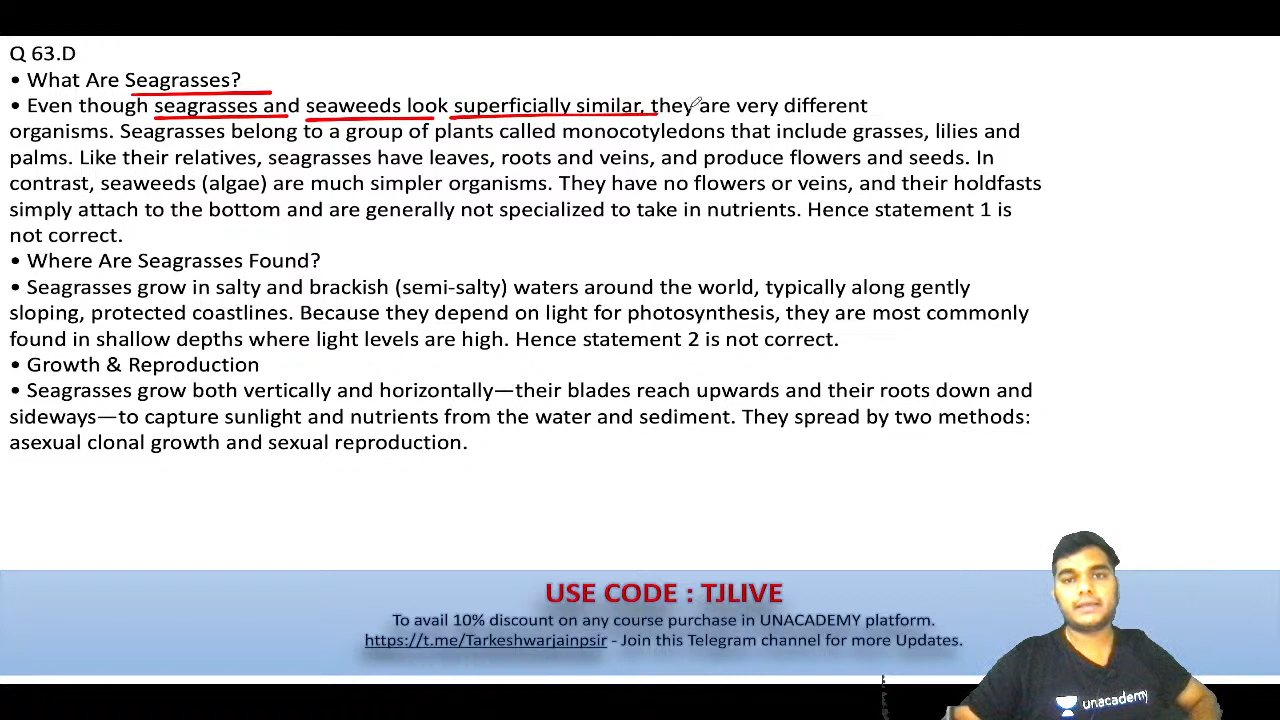 Q 63.D
• What Are Seagrasses?
• Even though seagrasses and seaweeds look superficially similar, they are very different
organisms. Seagrasses belong to a group of plants called monocotyledons that include grasses, lilies and
palms. Like their relatives, seagrasses have leaves, roots and veins, and produce flowers and seeds. In
contrast, seaweeds (algae) are much simpler organisms. They have no flowers or veins, and their holdfasts
simply attach to the bottom and are generally not specialized to take in nutrients. Hence statement 1 is
not correct.
• Where Are Seagrasses Found?
• Seagrasses grow in salty and brackish (semi-salty) waters around the world, typically along gently
sloping, protected coastlines. Because they depend on light for photosynthesis, they are most commonly
found in shallow depths where light levels are high. Hence statement 2 is not correct.
• Growth & Reproduction
• Seagrasses grow both vertically and horizontally—their blades reach upwards and their roots down and
sideways—to capture sunlight and nutrients from the water and sediment. They spread by two methods:
asexual clonal growth and sexual reproduction.
USE CODE : TJLIVE
To avail 10% discount on any course purchase in UNACADEMY platform.
https://t.me/Tarkeshwarjainpsir - Join this Telegram channel for more Updates.
unacademy